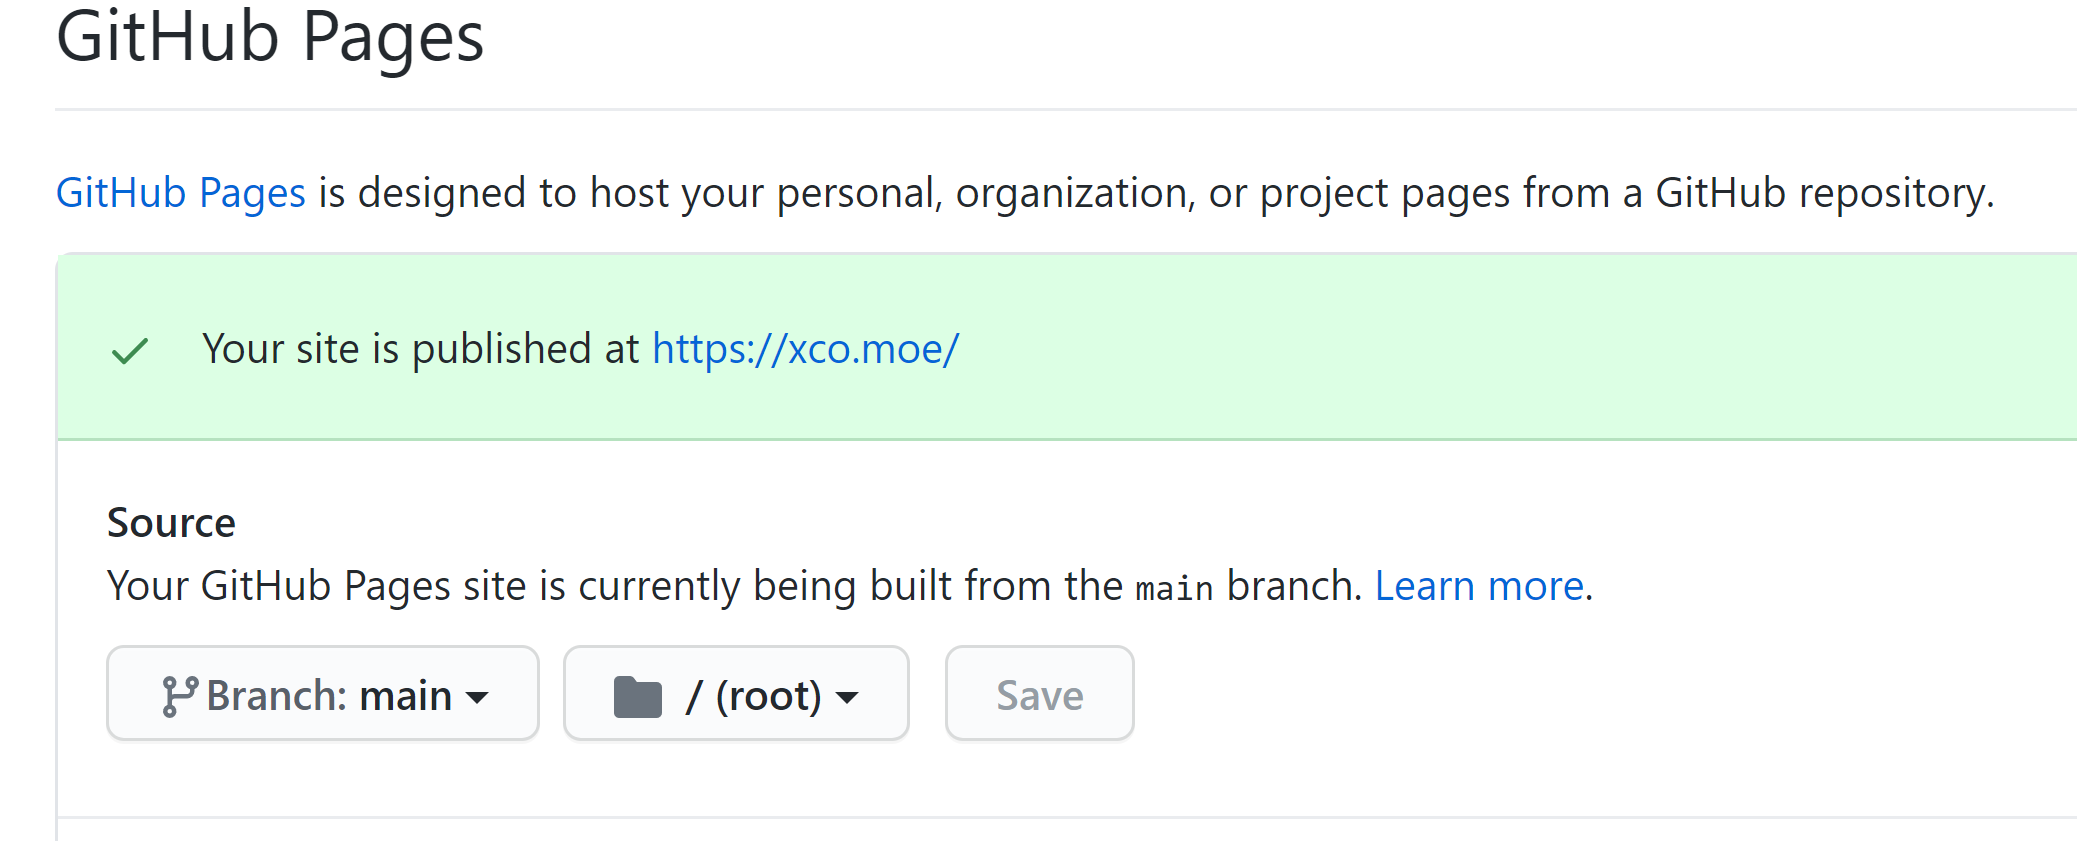 GitHub Pages
GitHub Pages is designed to host your personal, organization, or project pages from a GitHub repository.
Your site is published at https://xco.moe/
Source
Your GitHub Pages site is currently being built from the main branch. Learn more.
Branch: main
/ (root)
Save